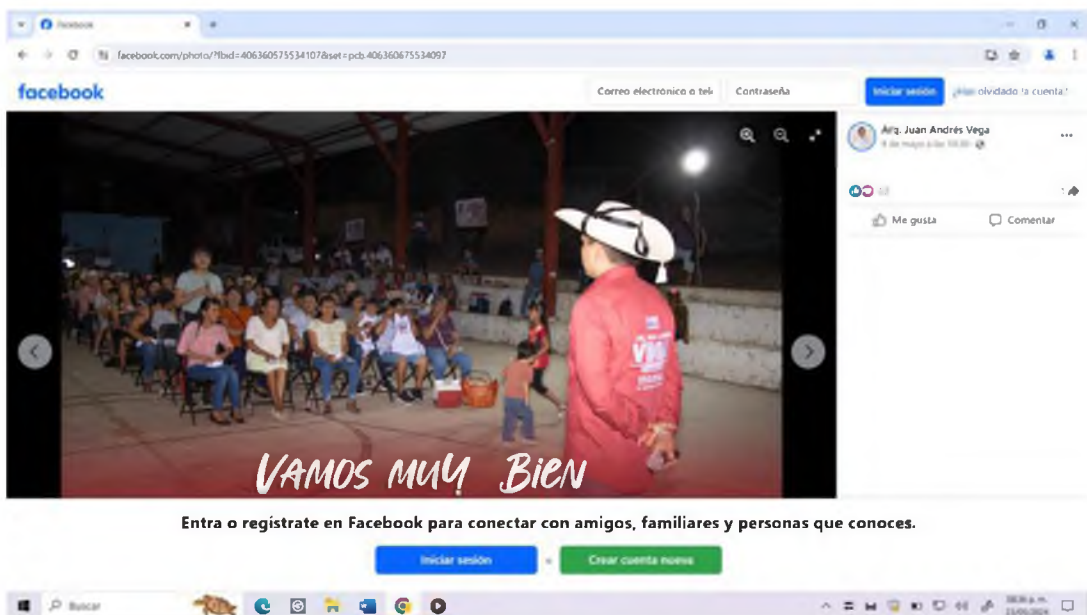 Facebook
facebook.com/photo/?fbid=406360575534107&set=pcb.406360675534097
facebook
Correo electrónico o telé
Contraseña
Iniciar sesión
olvidado la cuenta?
Arq. Juan Andrés Vega
Me gusta
Comentar
VAMOS MUY BIEN
Entra o regístrate en Facebook para conectar con amigos, familiares y personas que conoces.
Iniciar sesión
o
Crear cuenta nueva
Buscar